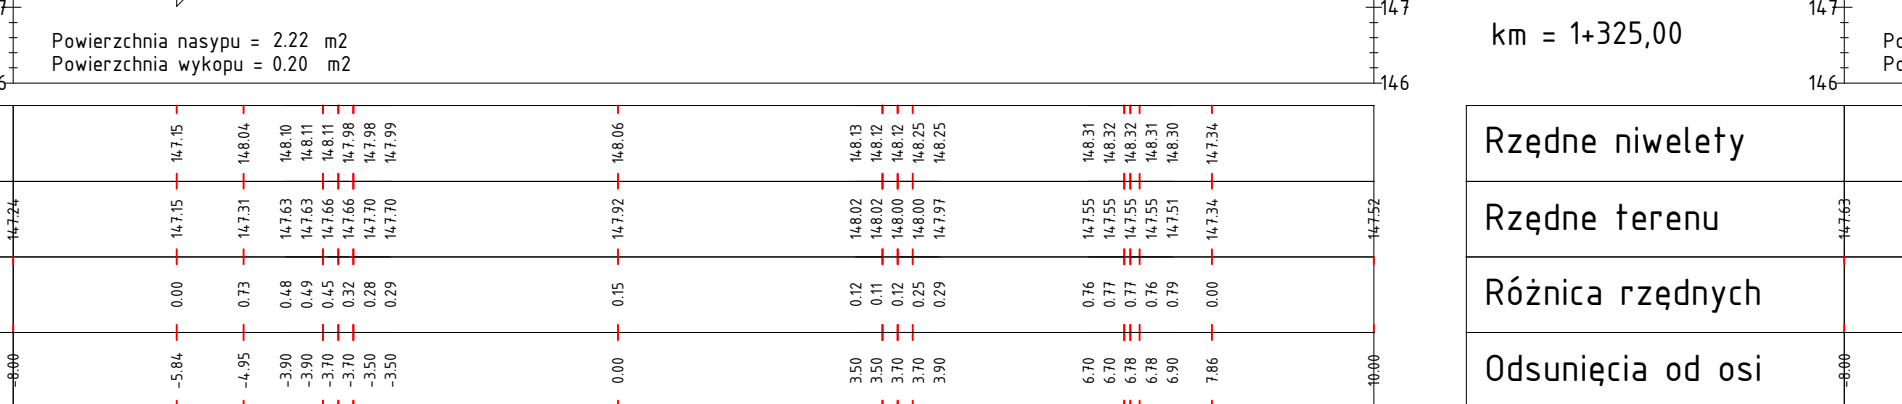 147 147 147
Powierzchnia nasypu = 2.22 m2
Powierzchnia wykopu = 0.20 m2
km = 1+325,00
146 146
147.15 148.04 148.10 148.11 148.11 147.98 147.98 147.99 148.06 148.13 148.12 148.12 148.25 148.25 148.31 148.32 148.32 148.31 148.30 147.34 Rzędne niwelety
147.24 147.15 147.31 147.63 147.63 147.66 147.66 147.70 147.70 147.92 148.02 148.02 148.00 148.00 147.97 147.55 147.55 147.55 147.55 147.51 147.34 147.52 Rzędne terenu 147.63
0.00 0.73 0.48 0.49 0.45 0.32 0.28 0.29 0.15 0.12 0.11 0.12 0.25 0.29 0.76 0.77 0.77 0.76 0.79 0.00 Różnica rzędnych
-8.00 -5.84 -4.95 -3.90 -3.90 -3.70 -3.70 -3.50 -3.50 0.00 3.50 3.50 3.70 3.70 3.90 6.70 6.70 6.78 6.78 6.90 7.86 10.00 Odsunięcia od osi -8.00